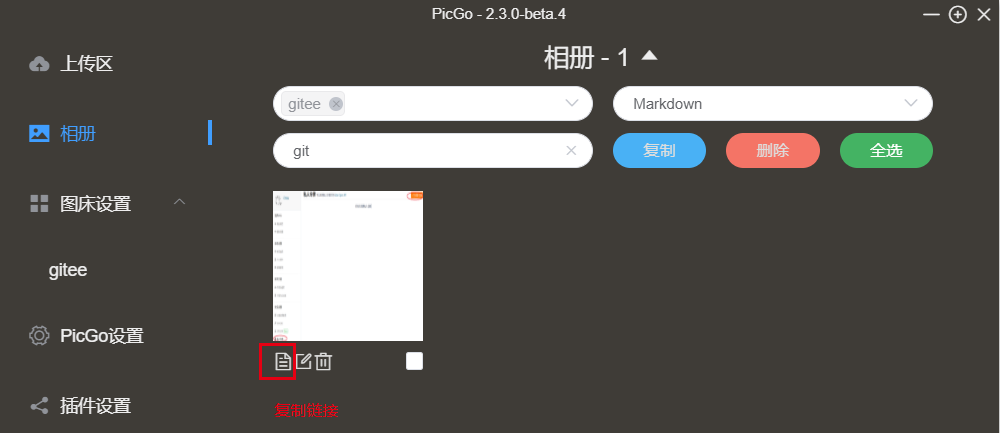 PicGo - 2.3.0-beta.4
上传区
相册
图床设置
gitee
PicGo设置
插件设置
相册 - 1
gitee
Markdown
git
复制
删除
全选
复制链接